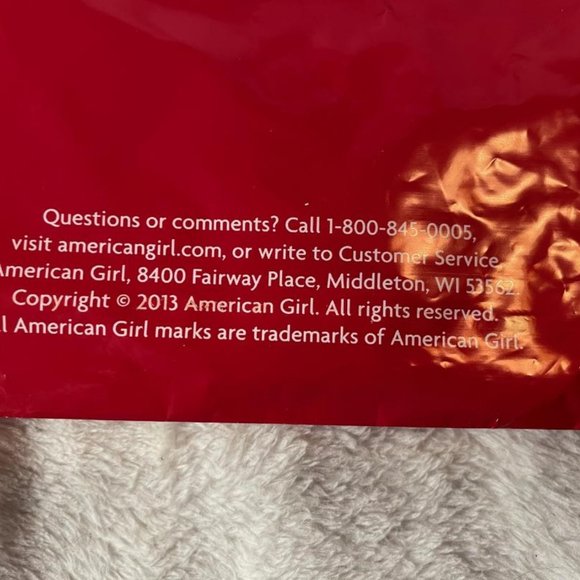 Questions or comments? Call 1-800-845-0005,
visit americangirl.com, or write to Customer Service
American Girl, 8400 Fairway Place, Middleton, WI 53562.
Copyright © 2013 American Girl. All rights reserved.
All American Girl marks are trademarks of American Girl.